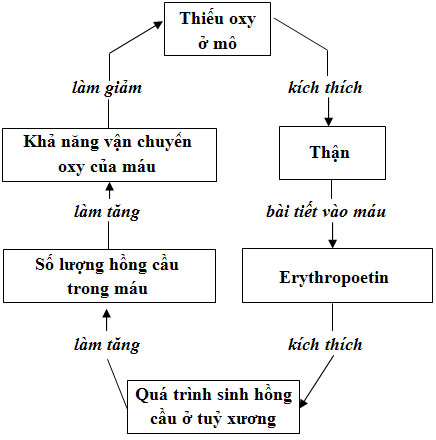 Thiếu oxy
ở mô
kích thích
Thận
bài tiết vào máu
Erythropoetin
kích thích
Quá trình sinh hồng
cầu ở tuỷ xương
làm tăng
Số lượng hồng cầu
trong máu
làm tăng
Khả năng vận chuyển
oxy của máu
làm giảm